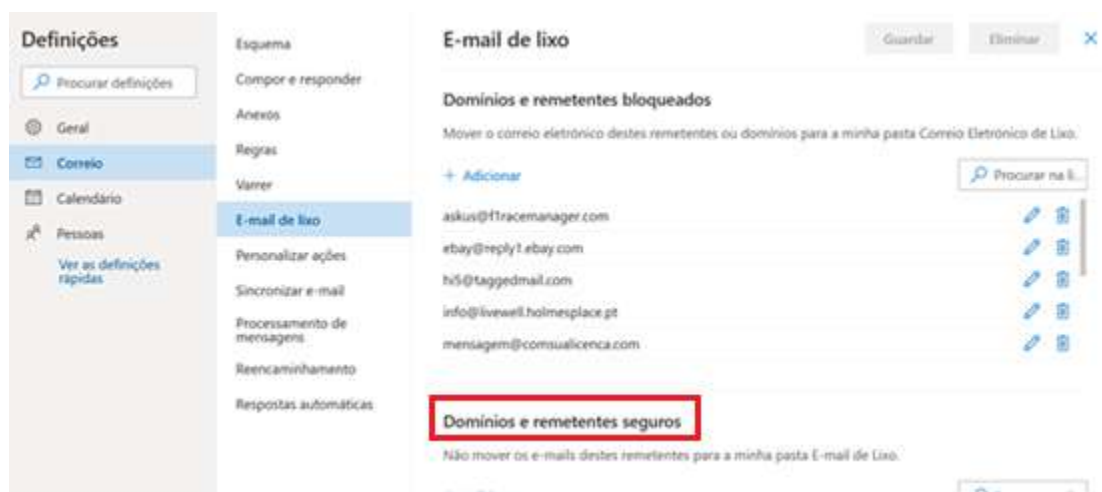 Definições
Procurar definições
Geral
Correio
Calendário
Pessoas
Ver as definições
rápidas
Esquema
Compor e responder
Anexos
Regras
Varrer
E-mail de lixo
Personalizar ações
Sincronizar e-mail
Processamento de
mensagens
Reencaminhamento
Respostas automáticas
E-mail de lixo
Guardar
Eliminar
Domínios e remetentes bloqueados
Mover o correio eletrónico destes remetentes ou domínios para a minha pasta Correio Eletrónico de Lixo.
+ Adicionar
Procurar na li...
askus@f1racemanager.com
ebay@reply1.ebay.com
hi5@taggedmail.com
info@livewell.holmesplace.pt
mensagem@comsualicenca.com
Domínios e remetentes seguros
Não mover os e-mails destes remetentes para a minha pasta E-mail de Lixo.